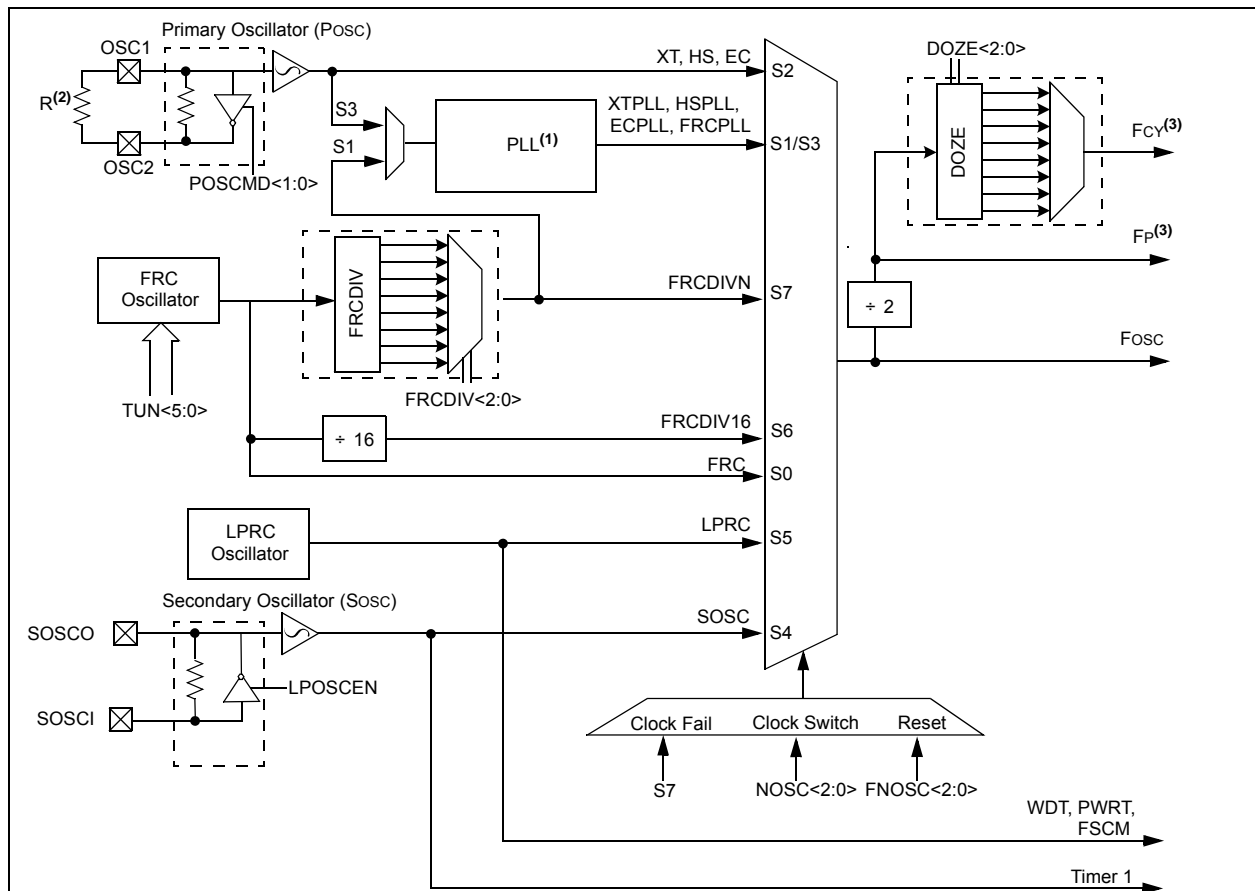 Primary Oscillator (POSC)
OSC1
R(2)
OSC2
POSCMD<1:0>
S3
S1
PLL(1)
XT, HS, EC
S2
XTPLL, HSPLL,
ECPLL, FRCPLL
S1/S3
DOZE<2:0>
DOZE
FCY(3)
FP(3)
÷ 2
FOSC
FRC
Oscillator
TUN<5:0>
FRCDIV
FRCDIV<2:0>
FRCDIVN
S7
÷ 16
FRCDIV16
S6
FRC
S0
LPRC
Oscillator
LPRC
S5
Secondary Oscillator (SOSC)
SOSCO
SOSCI
LPOSCEN
SOSC
S4
Clock Fail
Clock Switch
Reset
S7
NOSC<2:0>
FNOSC<2:0>
WDT, PWRT,
FSCM
Timer 1